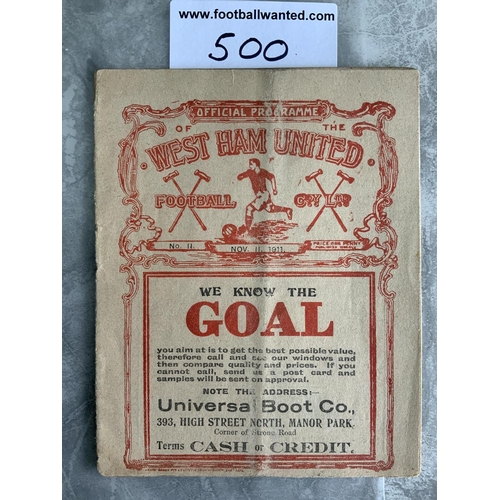 www.footballwanted.com
500
OFFICIAL PROGRAMME
OF THE
WEST HAM UNITED
FOOTBALL Coy Ltd
No. 11. NOV. 11. 1911. PRICE ONE PENNY
WE KNOW THE
GOAL
you aim at is to get the best possible value,
therefore call and see our windows and
then compare quality and prices. If you
cannot call, send us a post card and
samples will be sent on approval.
NOTE THE ADDRESS:—
Universal Boot Co.,
393, HIGH STREET NORTH, MANOR PARK.
Corner of Strone Road
Terms CASH or CREDIT.